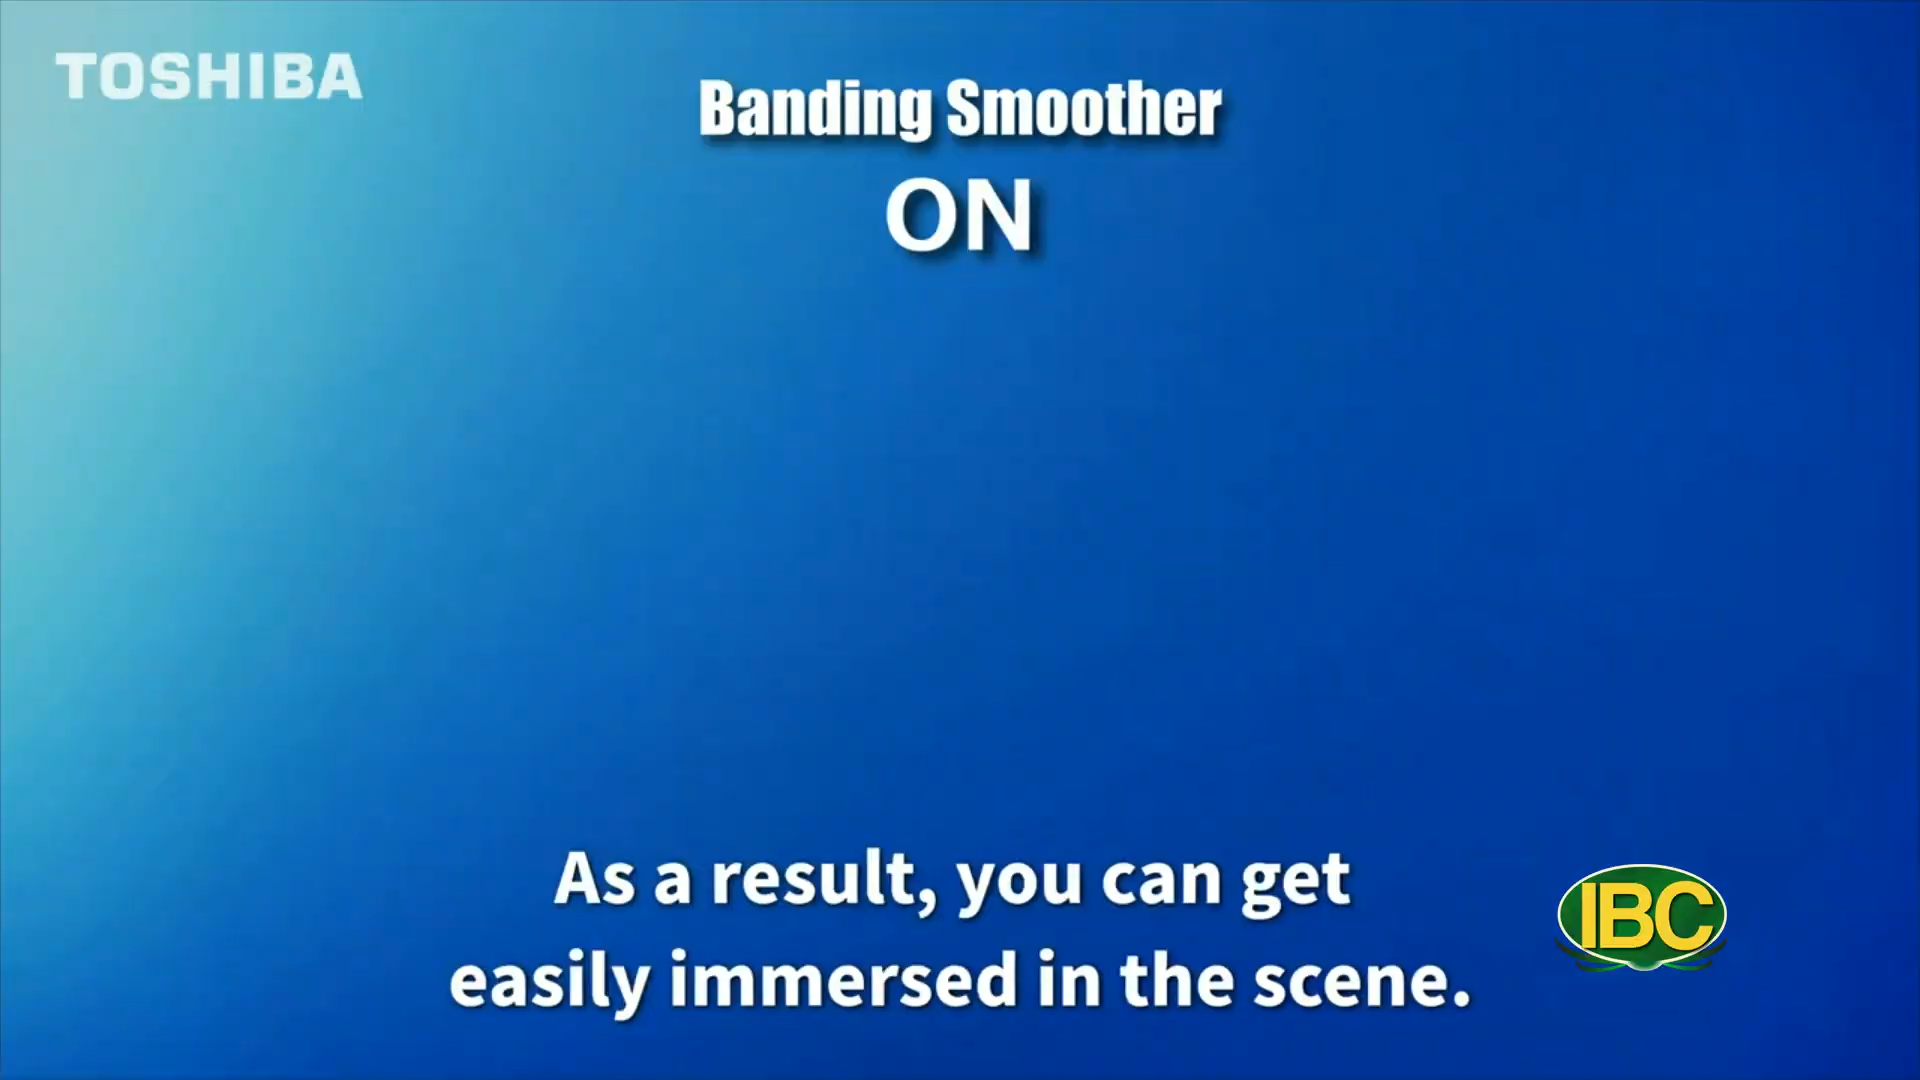 TOSHIBA
Banding Smoother
ON
As a result, you can get
easily immersed in the scene.
IBC